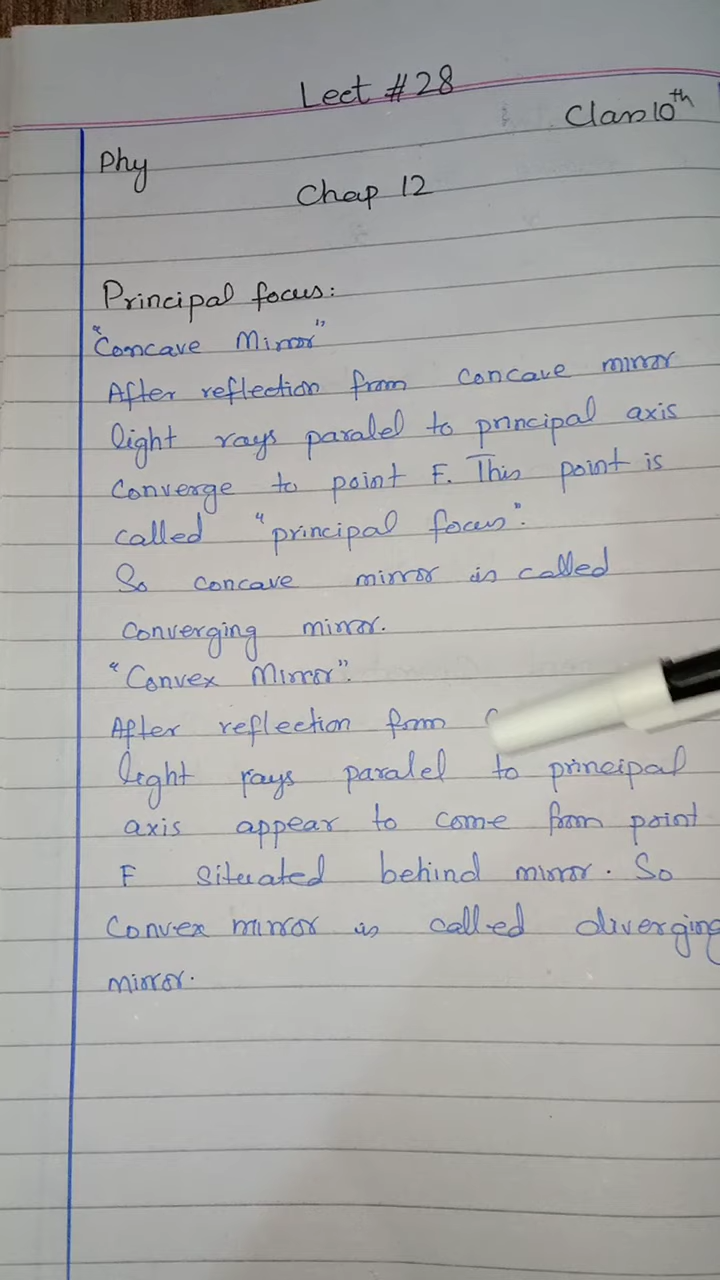 Lect #28
Class 10th
Phy
Chap 12
Principal focus:
"Concave Mirror"
After reflection from concave mirror
light rays paralel to principal axis
converge to point F. This point is
called "principal focus".
So concave mirror is called
converging mirror.
"Convex Mirror".
After reflection from
light rays paralel to principal
axis appear to come from point
F situated behind mirror. So
convex mirror is called diverging
mirror.